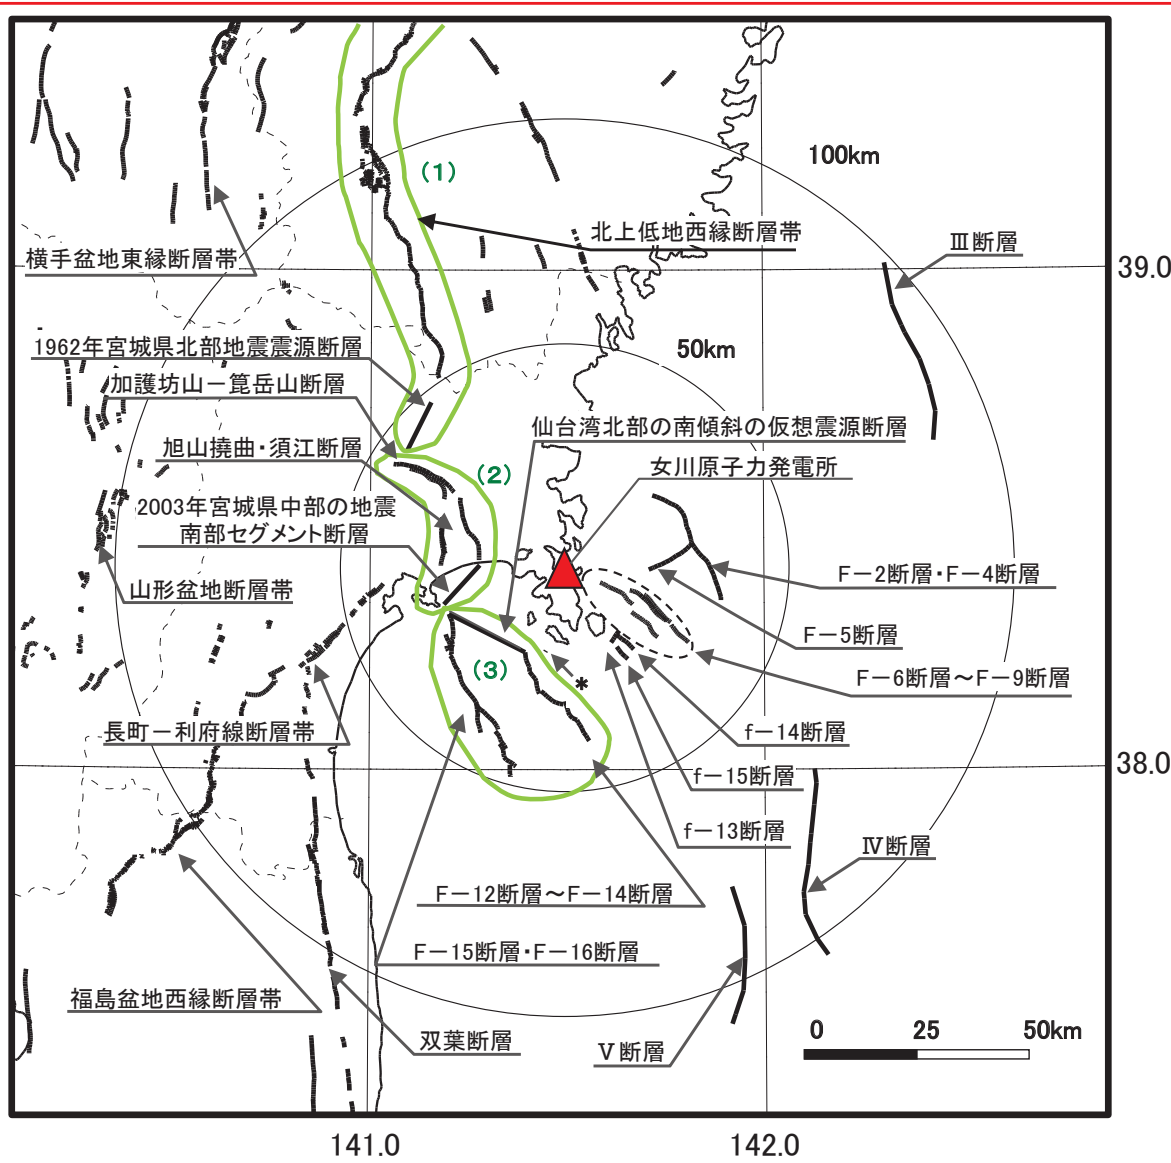 100km
(1)
北上低地西縁断層帯
Ⅲ断層
横手盆地東縁断層帯
39.0
1962年宮城県北部地震震源断層
50km
加護坊山－箟岳山断層
仙台湾北部の南傾斜の仮想震源断層
旭山撓曲・須江断層
(2)
女川原子力発電所
2003年宮城県中部の地震
南部セグメント断層
山形盆地断層帯
F－2断層・F－4断層
F－5断層
(3)
*
F－6断層～F－9断層
長町－利府線断層帯
f－14断層
38.0
f－15断層
f－13断層
Ⅳ断層
F－12断層～F－14断層
F－15断層・F－16断層
福島盆地西縁断層帯
双葉断層
Ⅴ断層
0 25 50km
141.0 142.0